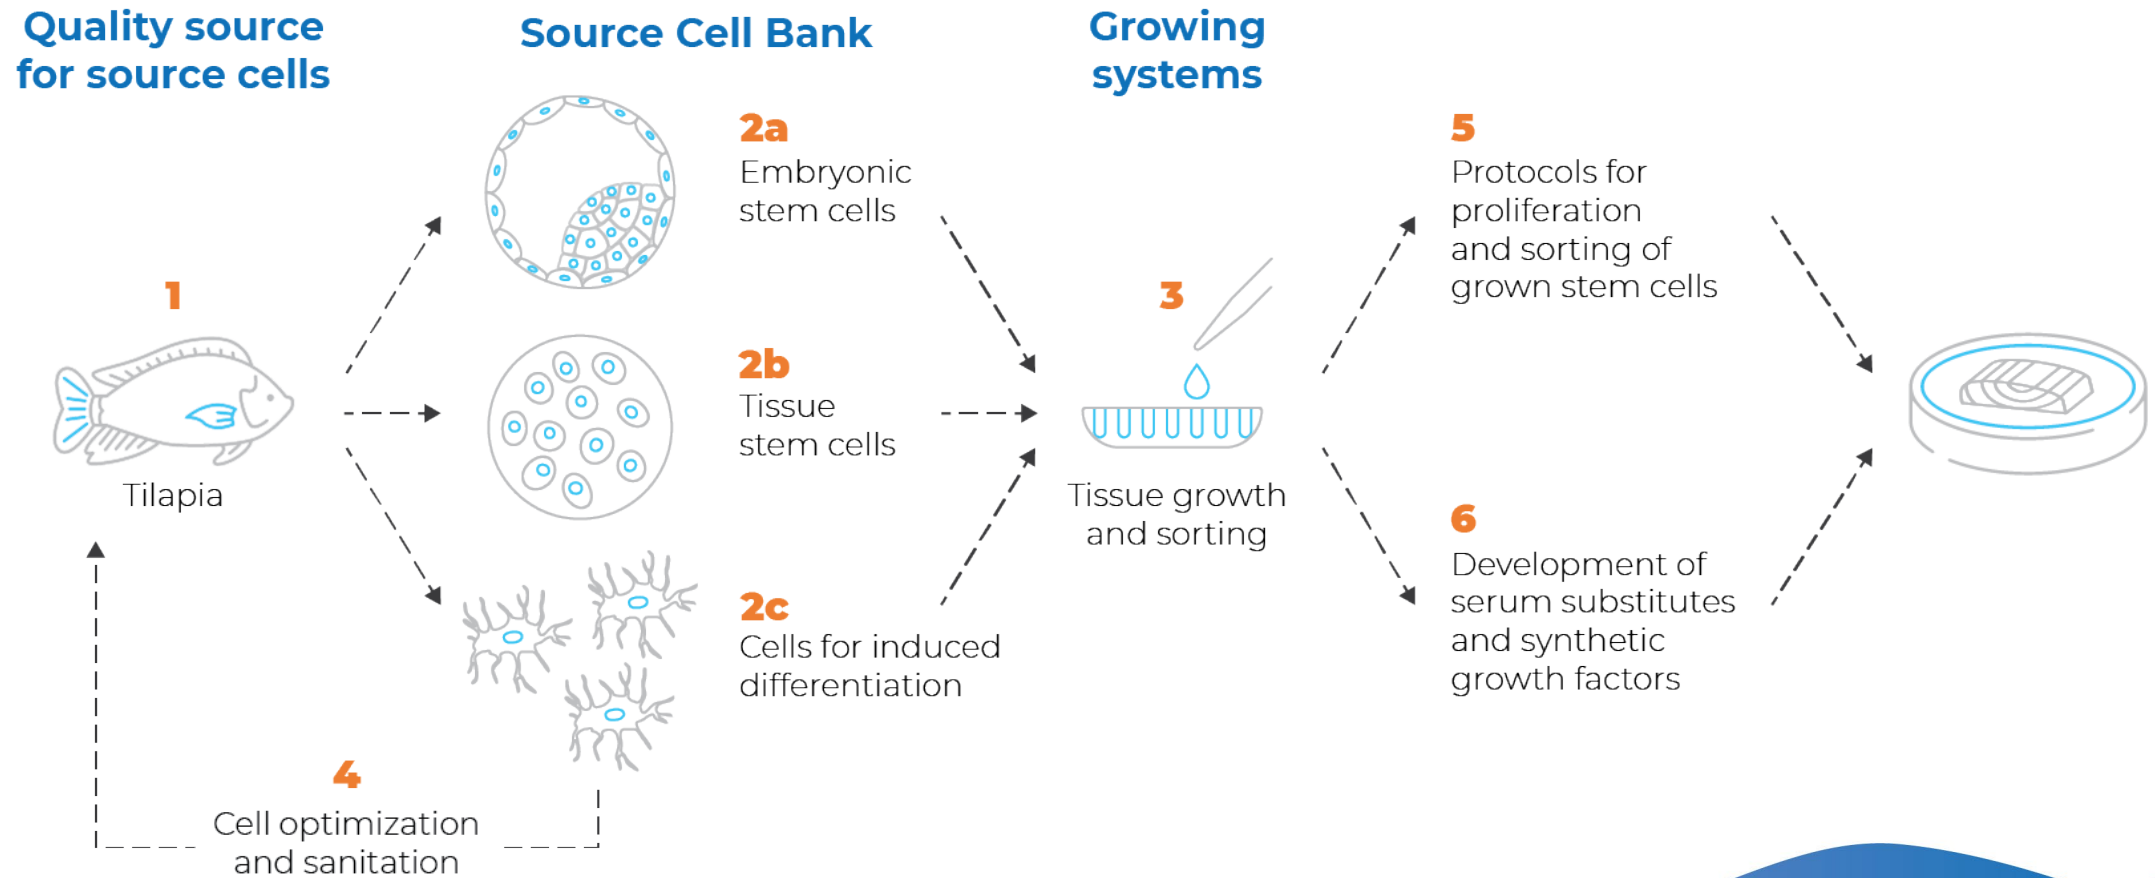 Quality source
for source cells
Source Cell Bank
Growing
systems
1
Tilapia
2a
Embryonic
stem cells
2b
Tissue
stem cells
2c
Cells for induced
differentiation
3
Tissue growth
and sorting
4
Cell optimization
and sanitation
5
Protocols for
proliferation
and sorting of
grown stem cells
6
Development of
serum substitutes
and synthetic
growth factors